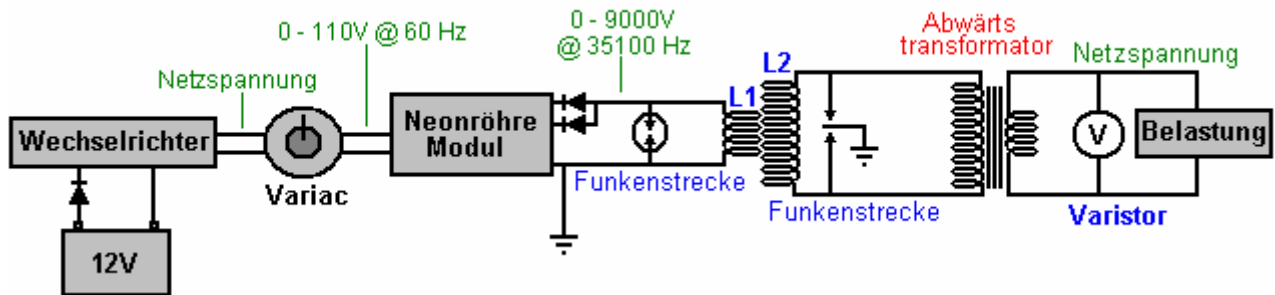 0 - 9000V
@ 35100 Hz
Abwärts
transformator
0 - 110V @ 60 Hz
Netzspannung
Netzspannung
L2
L1
Wechselrichter
Neonröhre
Modul
V
Belastung
Variac
Funkenstrecke
Funkenstrecke
Varistor
12V